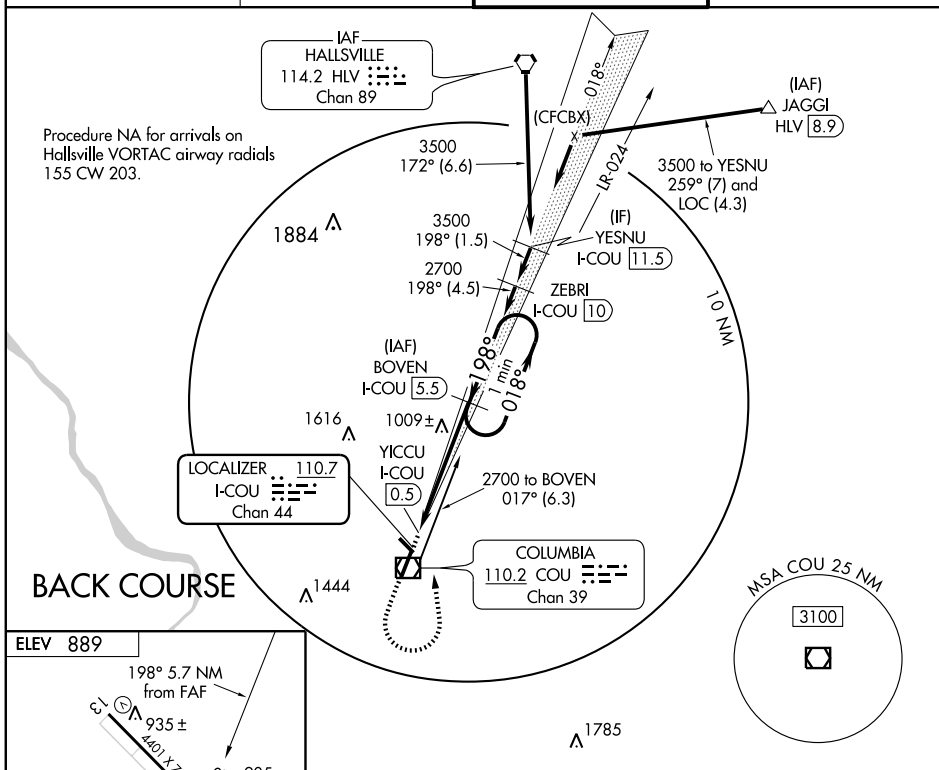 IAF
HALLSVILLE
114.2 HLV
Chan 89
Procedure NA for arrivals on
Hallsville VORTAC airway radials
155 CW 203.
018°
(CFCBX)
X
(IAF)
JAGGI
HLV 8.9
3500
172° (6.6)
LR-024
3500 to YESNU
259° (7) and
LOC (4.3)
1884
3500
198° (1.5)
(IF)
YESNU
I-COU 11.5
2700
198° (4.5)
ZEBRI
I-COU 10
10 NM
(IAF)
BOVEN
I-COU 5.5
198°
1 min
018°
1616
1009±
YICCU
I-COU
0.5
LOCALIZER 110.7
I-COU
Chan 44
2700 to BOVEN
017° (6.3)
COLUMBIA
110.2 COU
Chan 39
BACK COURSE
1444
MSA COU 25 NM
3100
ELEV 889
198° 5.7 NM
from FAF
13
V
935±
4401 X 7
1785